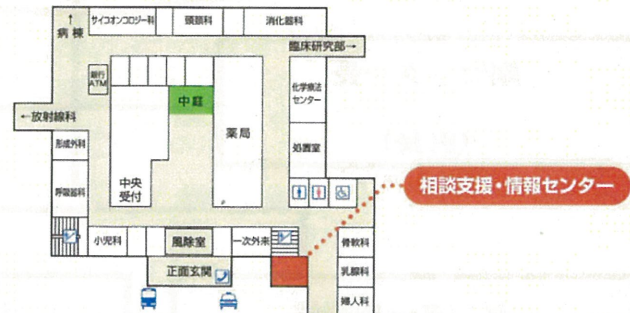 ↑
病棟
サイコオンコロジー科
頭頸科
消化器科
臨床研究部→
銀行
ATM
中庭
化学療法
センター
←放射線科
薬局
形成外科
処置室
中央
受付
呼吸器科
相談支援・情報センター
小児科
風除室
一次外来
骨軟科
正面玄関
乳腺科
婦人科